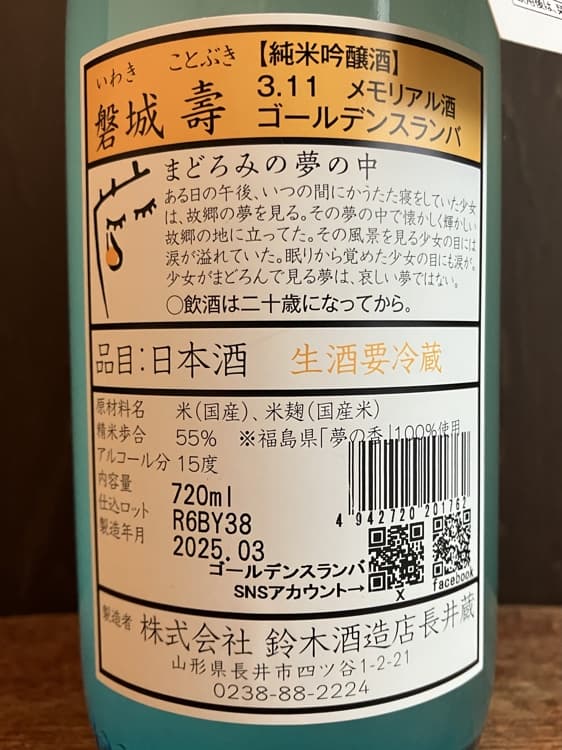 いわき ことぶき
磐城 壽
【純米吟醸酒】
3.11 メモリアル酒
ゴールデンスランバ
まどろみの夢の中
ある日の午後、いつの間にかうたた寝をしていた少女
は、故郷の夢を見る。その夢の中で懐かしく輝かしい
故郷の地に立ってた。その風景を見る少女の目には
涙が溢れていた。眠りから覚めた少女の目にも涙が。
少女がまどろんで見る夢は、哀しい夢ではない。
○飲酒は二十歳になってから。
品目：日本酒 生酒要冷蔵
原材料名 米(国産)、米麹(国産米)
精米歩合 55% ※福島県「夢の香」100%使用
アルコール分 15度
内容量 720ml
仕込ロット R6BY38
製造年月 2025.03
4 942720 201762
ゴールデンスランバ
SNSアカウント→
X
facebook
製造者 株式会社 鈴木酒造店長井蔵
山形県長井市四ツ谷1-2-21
0238-88-2224